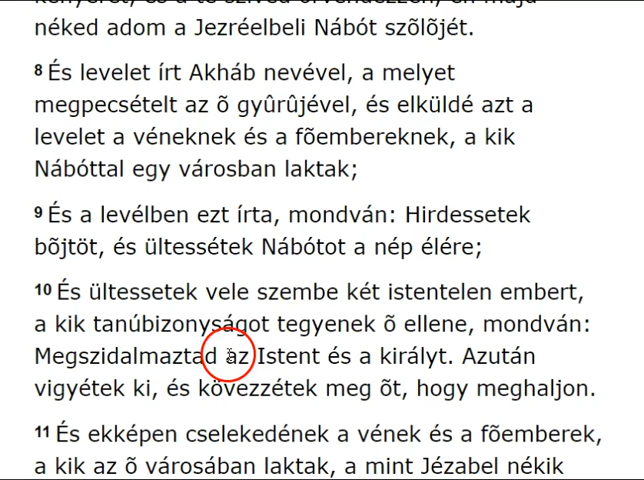 néked adom a Jezréelbeli Nábót szõlõjét.
8 És levelet írt Akháb nevével, a melyet
megpecsételt az õ gyûrûjével, és elküldé azt a
levelet a véneknek és a fõembereknek, a kik
Nábóttal egy városban laktak;
9 És a levélben ezt írta, mondván: Hirdessetek
bõjtöt, és ültessétek Nábótot a nép élére;
10 És ültessetek vele szembe két istentelen embert,
a kik tanúbizonyságot tegyenek õ ellene, mondván:
Megszidalmaztad az Istent és a királyt. Azután
vigyétek ki, és kövezzétek meg õt, hogy meghaljon.
11 És ekképen cselekedének a vének és a fõemberek,
a kik az õ városában laktak, a mint Jézabel nékik